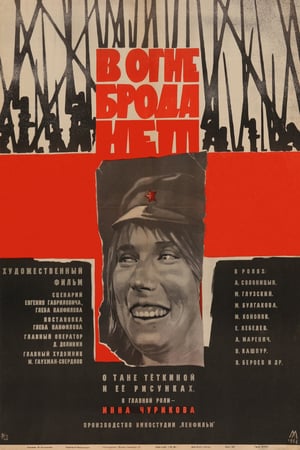 В ОГНЕ
БРОДА
НЕТ
ХУДОЖЕСТВЕННЫЙ
ФИЛЬМ
СЦЕНАРИЙ
ЕВГЕНИЯ ГАБРИЛОВИЧА,
ГЛЕБА ПАНФИЛОВА
ПОСТАНОВКА
ГЛЕБА ПАНФИЛОВА
ГЛАВНЫЙ ОПЕРАТОР
Д. ДОЛИНИН
ГЛАВНЫЙ ХУДОЖНИК
М. ГАУХМАН-СВЕРДЛОВ
В РОЛЯХ:
А. СОЛОНИЦЫН,
М. ГЛУЗСКИЙ,
М. БУЛГАКОВА,
М. КОНОНОВ,
Е. ЛЕБЕДЕВ,
А. МАРЕНИЧ,
В. КАШПУР,
В. БЕРОЕВ И ДР.
О ТАНЕ ТЁТКИНОЙ
И ЕЕ РИСУНКАХ.
В ГЛАВНОЙ РОЛИ—
ИННА ЧУРИКОВА
ПРОИЗВОДСТВО КИНОСТУДИИ „ЛЕНФИЛЬМ"